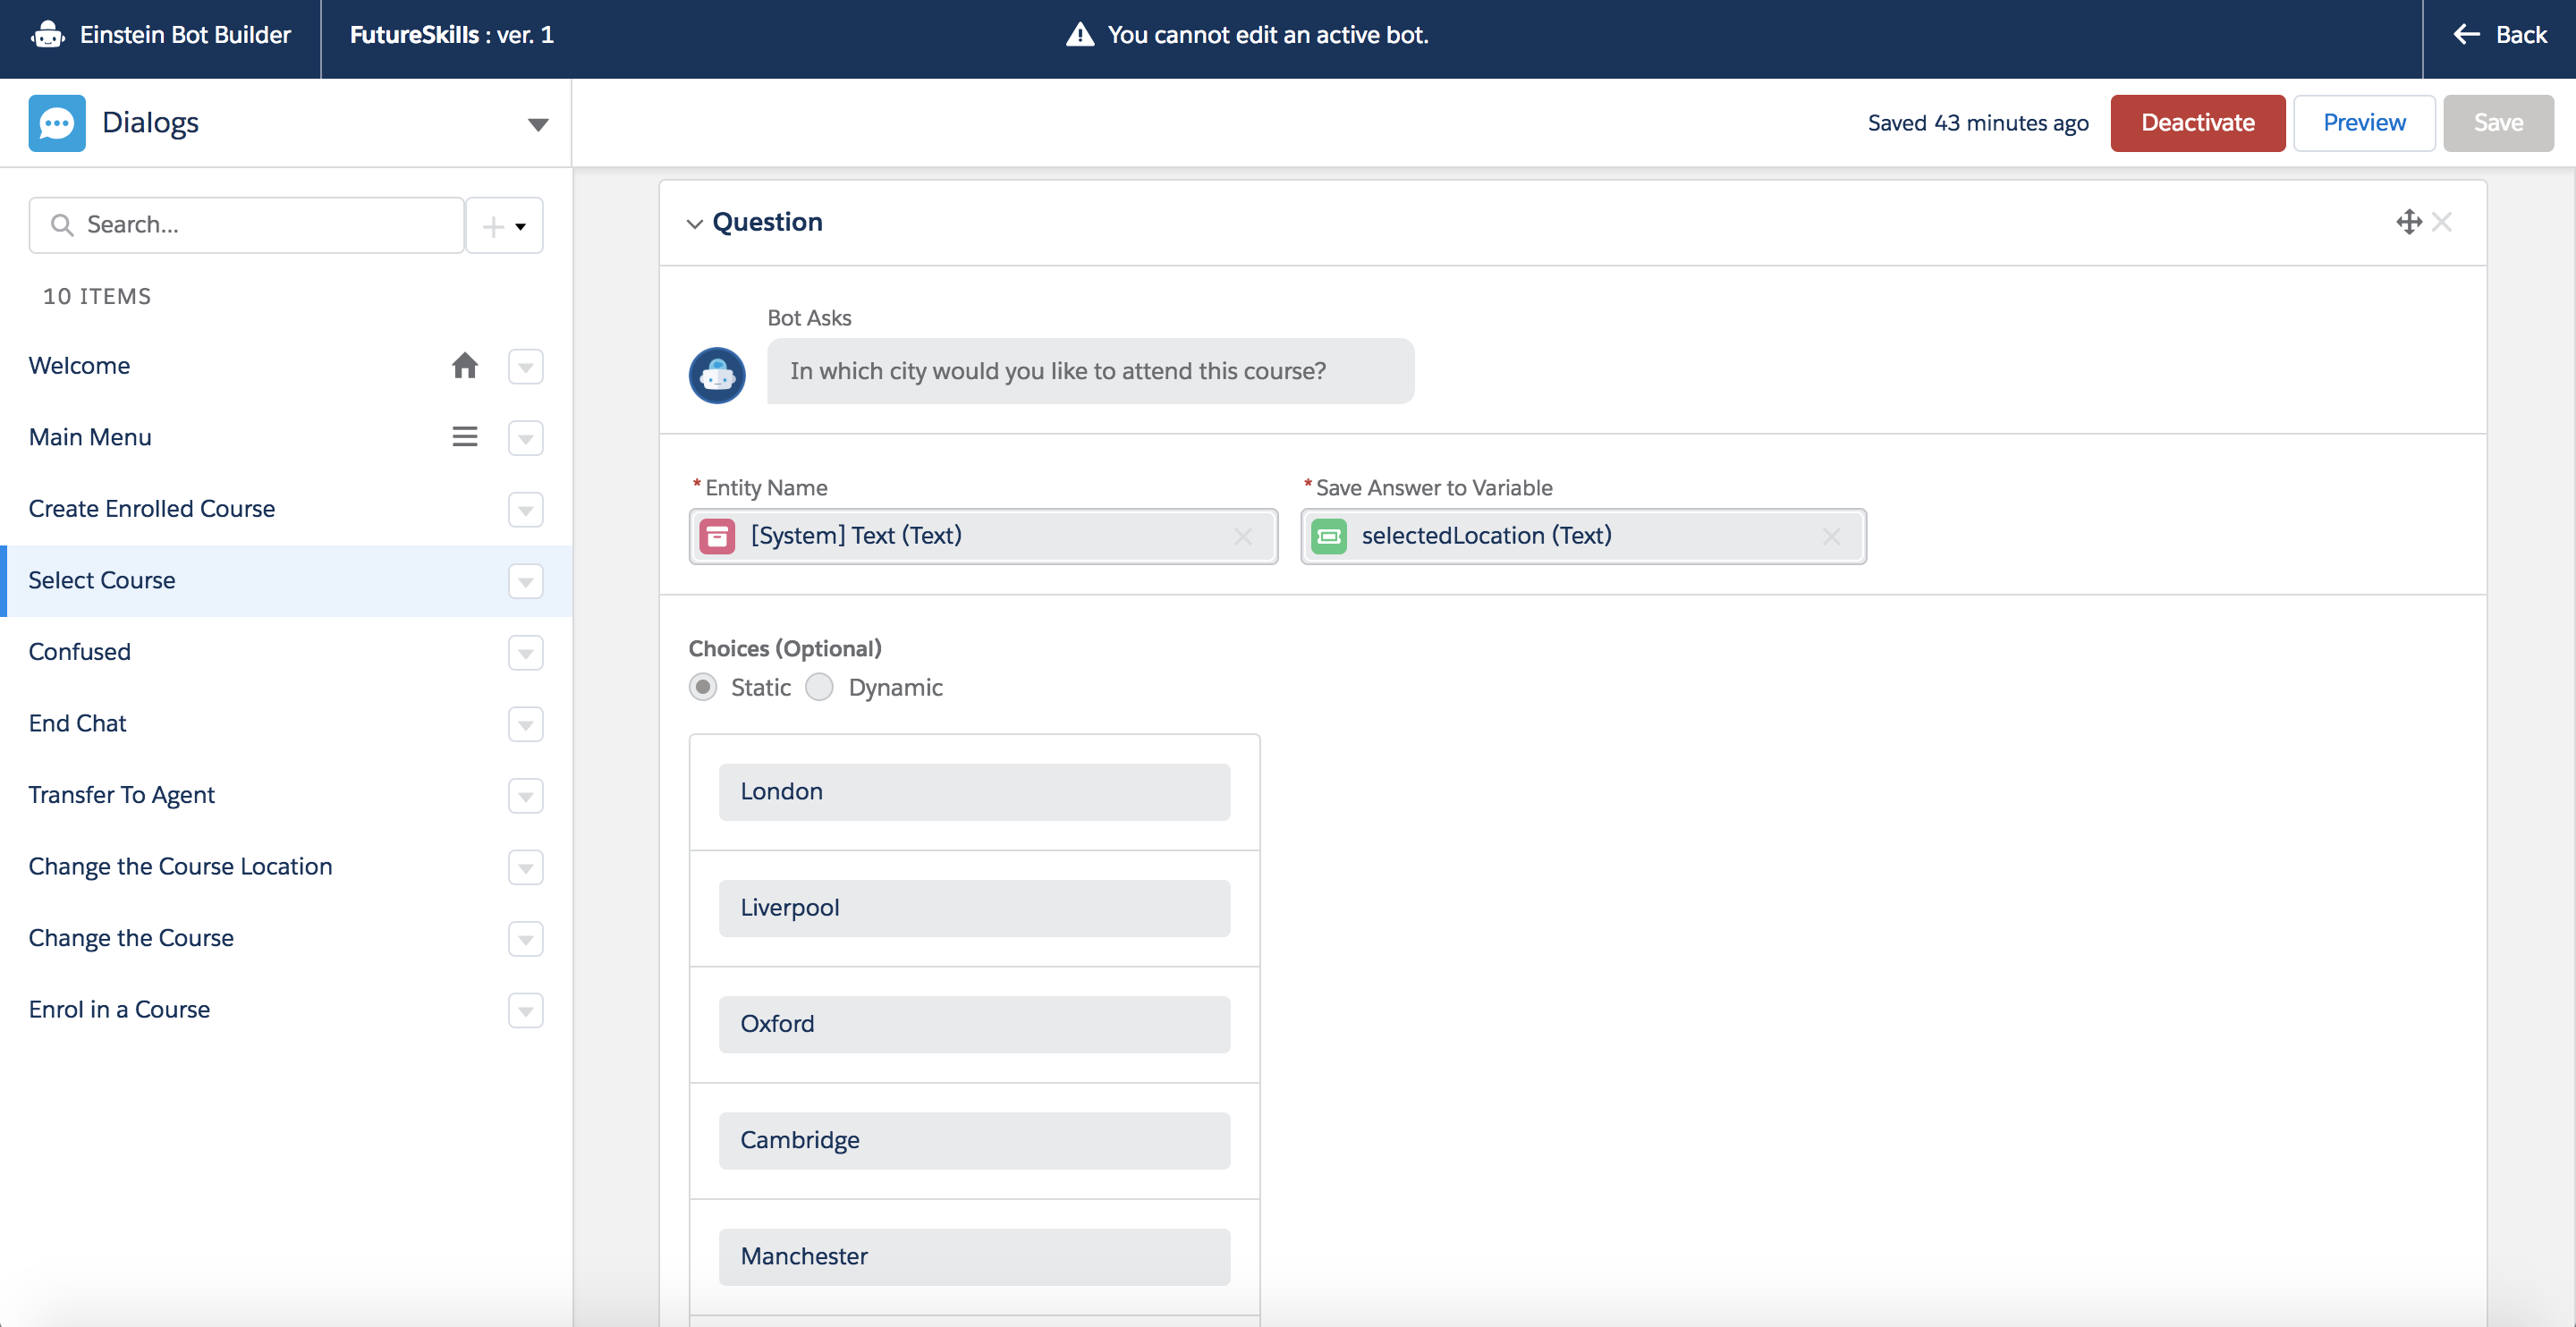 Einstein Bot Builder
FutureSkills : ver. 1
You cannot edit an active bot.
Back
Dialogs
Saved 43 minutes ago
Deactivate
Preview
Save
Search...
10 ITEMS
Welcome
Main Menu
Create Enrolled Course
Select Course
Confused
End Chat
Transfer To Agent
Change the Course Location
Change the Course
Enrol in a Course
Question
Bot Asks
In which city would you like to attend this course?
* Entity Name
* Save Answer to Variable
[System] Text (Text)
selectedLocation (Text)
Choices (Optional)
Static
Dynamic
London
Liverpool
Oxford
Cambridge
Manchester